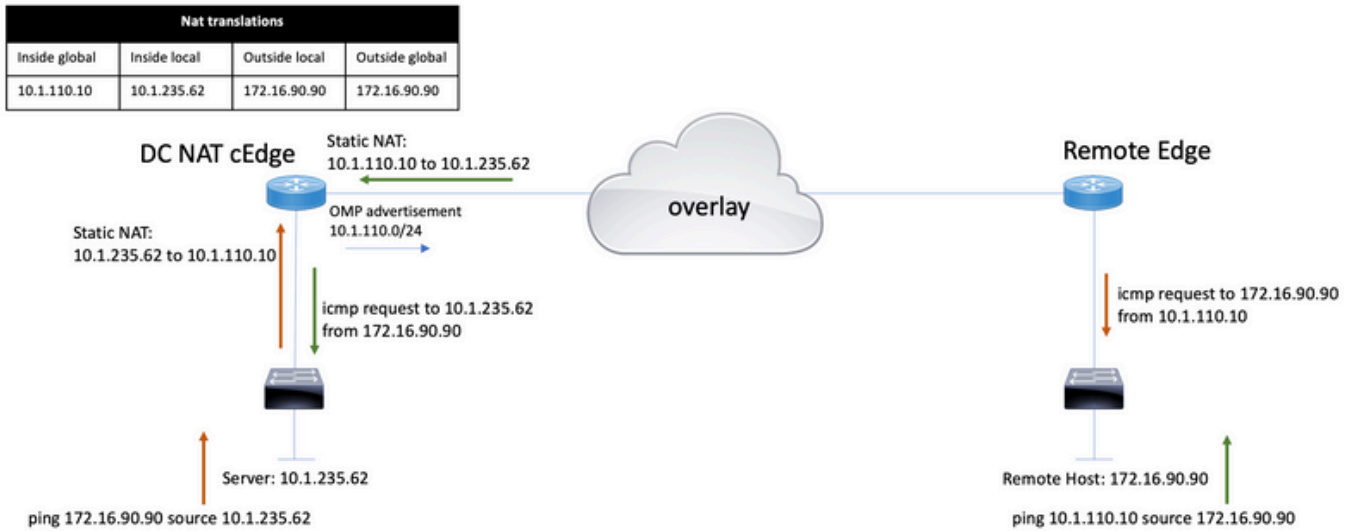 Nat translations
Inside global
Inside local
Outside local
Outside global
10.1.110.10
10.1.235.62
172.16.90.90
172.16.90.90
DC NAT cEdge
Static NAT:
10.1.110.10 to 10.1.235.62
OMP advertisement
10.1.110.0/24
Static NAT:
10.1.235.62 to 10.1.110.10
icmp request to 10.1.235.62
from 172.16.90.90
Server: 10.1.235.62
ping 172.16.90.90 source 10.1.235.62
overlay
Remote Edge
icmp request to 172.16.90.90
from 10.1.110.10
Remote Host: 172.16.90.90
ping 10.1.110.10 source 172.16.90.90